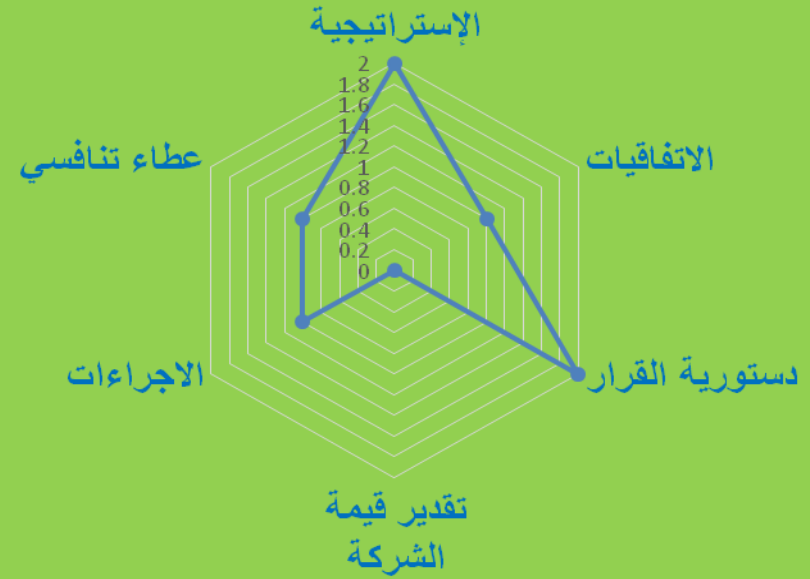 الإستراتيجية
2
1.8
1.6
1.4
1.2
1
0.8
0.6
0.4
0.2
0
عطاء تنافسي
الاتفاقيات
الاجراءات
دستورية القرار
تقدير قيمة
الشركة